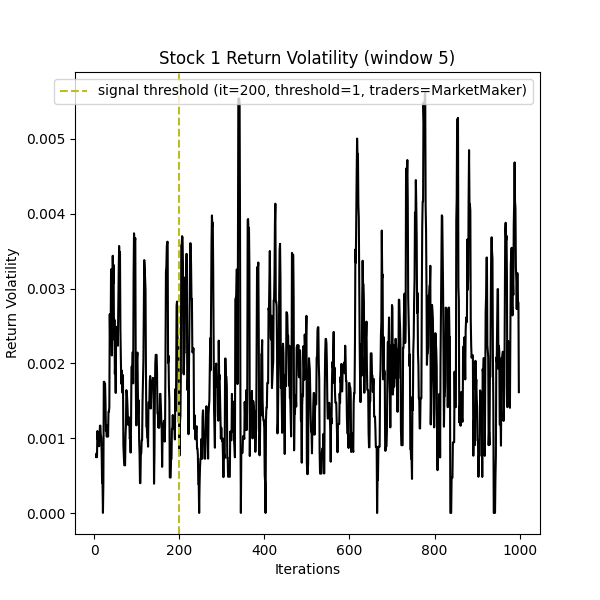 Stock 1 Return Volatility (window 5)
signal threshold (it=200, threshold=1, traders=MarketMaker)
Return Volatility
0.005
0.004
0.003
0.002
0.001
0.000
0 200 400 600 800 1000
Iterations